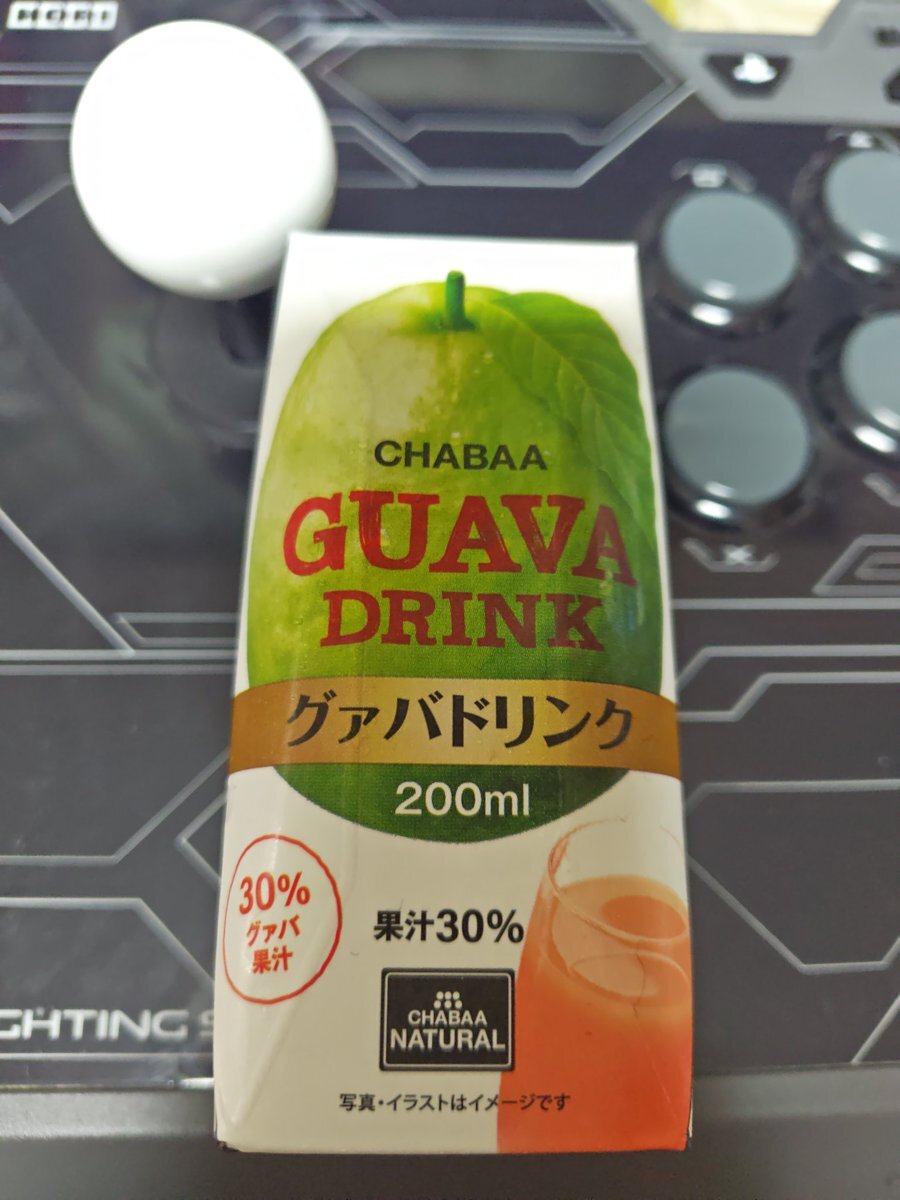 HORI
CHABAA
GUAVA
DRINK
グァバドリンク
200ml
30%
グァバ
果汁
果汁30%
CHABAA
NATURAL
GHTING S
写真・イラストはイメージです